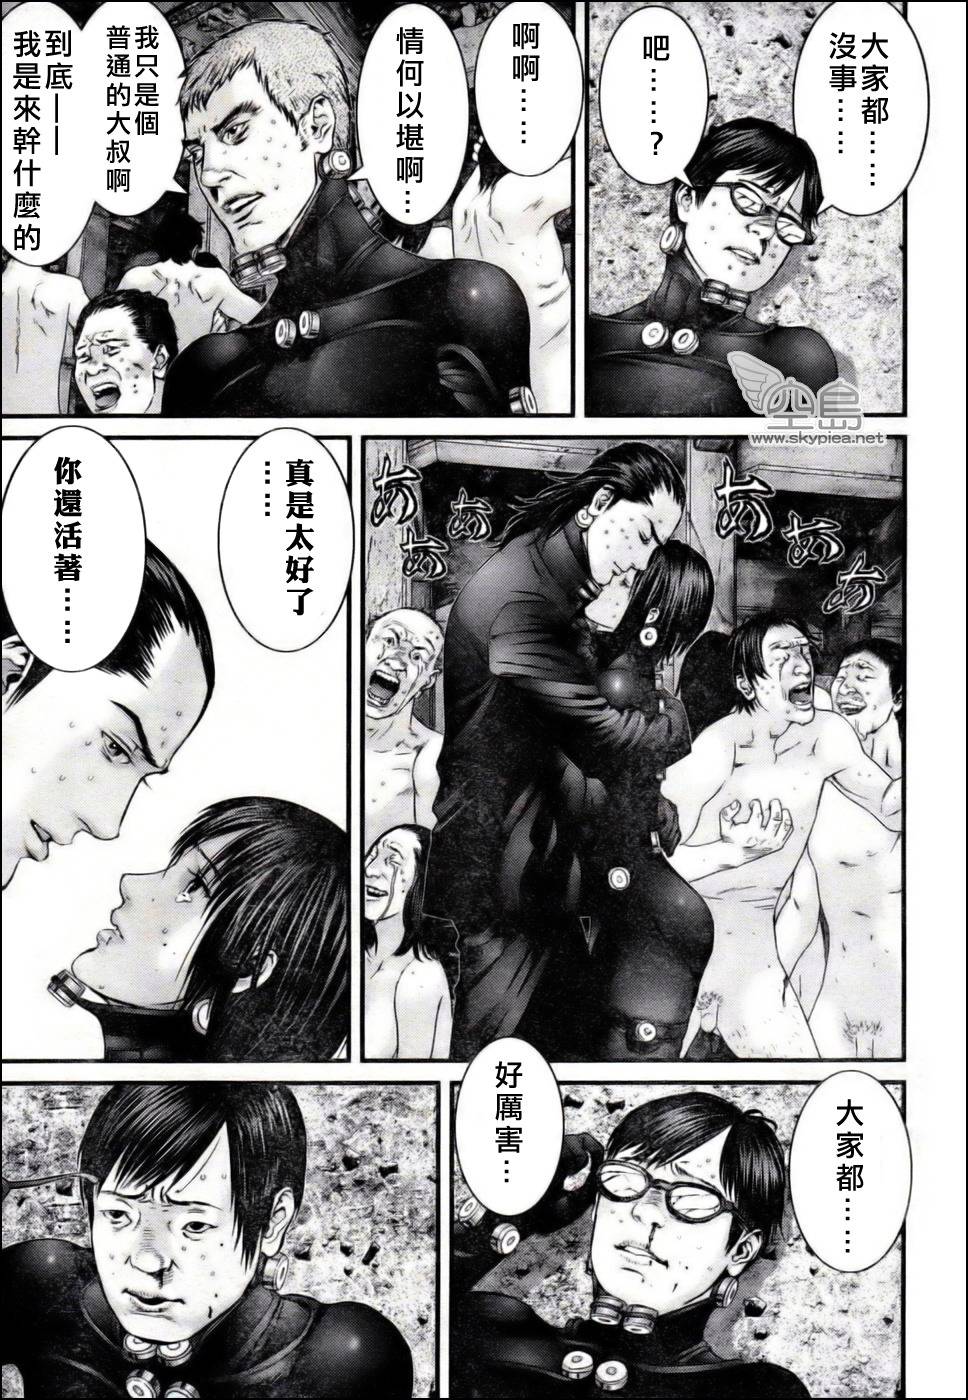 大家都……
沒事……
吧……?
啊啊……
情何以堪啊…
我只是個
普通的大叔啊
到底——
我是來幹什麼的
空島
www.skypiea.net
ああ
ああ
ああ
ああ
真是太好了
……
你還活著……
大家都……
好厲害…